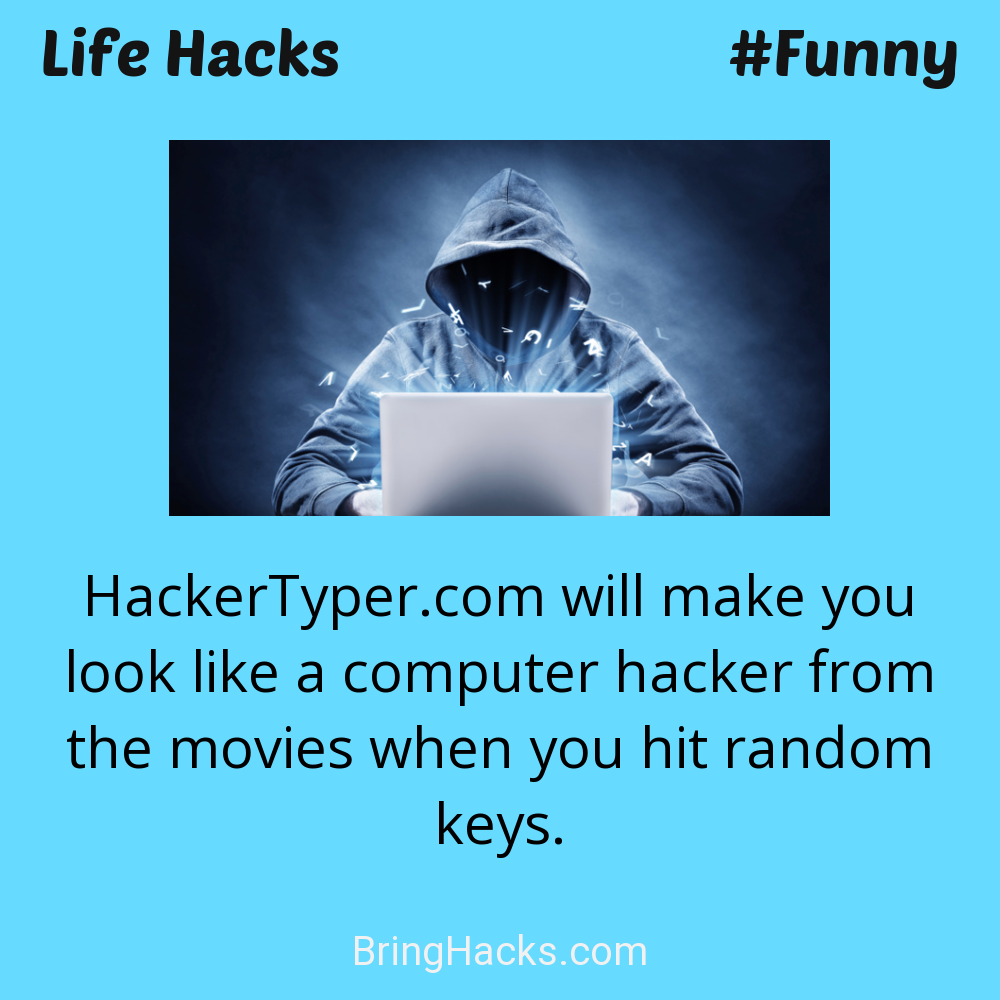 Life Hacks #Funny
HackerTyper.com will make you
look like a computer hacker from
the movies when you hit random
keys.
BringHacks.com